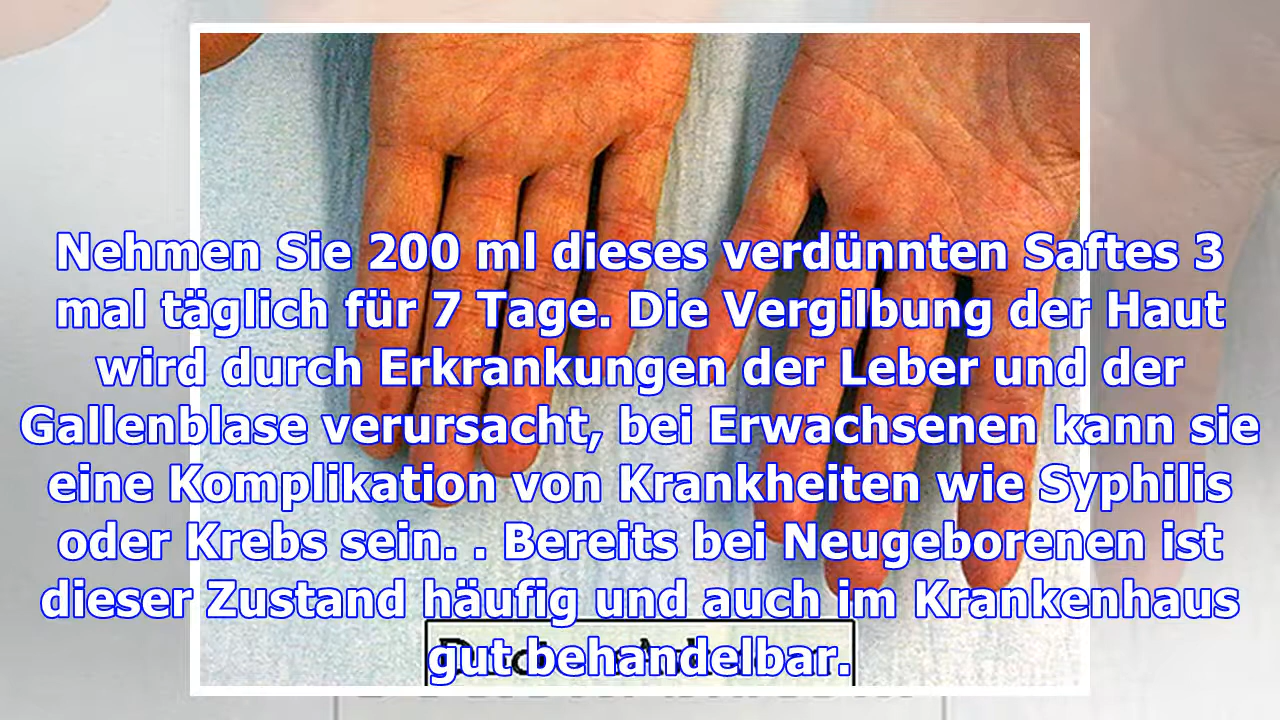 Nehmen Sie 200 ml dieses verdünnten Saftes 3
mal täglich für 7 Tage. Die Vergilbung der Haut
wird durch Erkrankungen der Leber und der
Gallenblase verursacht, bei Erwachsenen kann sie
eine Komplikation von Krankheiten wie Syphilis
oder Krebs sein. . Bereits bei Neugeborenen ist
dieser Zustand häufig und auch im Krankenhaus
gut behandelbar.